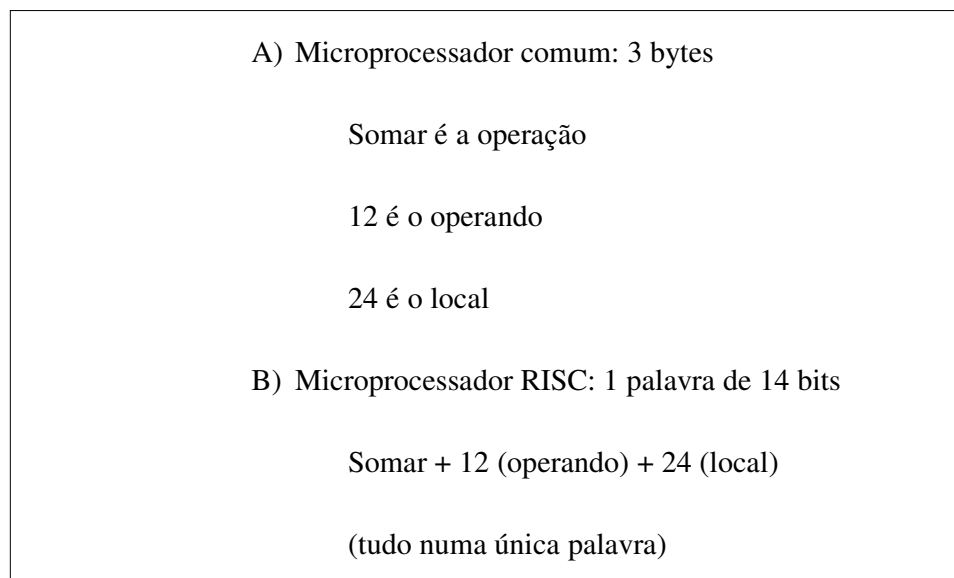 A) Microprocessador comum: 3 bytes
Somar é a operação
12 é o operando
24 é o local
B) Microprocessador RISC: 1 palavra de 14 bits
Somar + 12 (operando) + 24 (local)
(tudo numa única palavra)